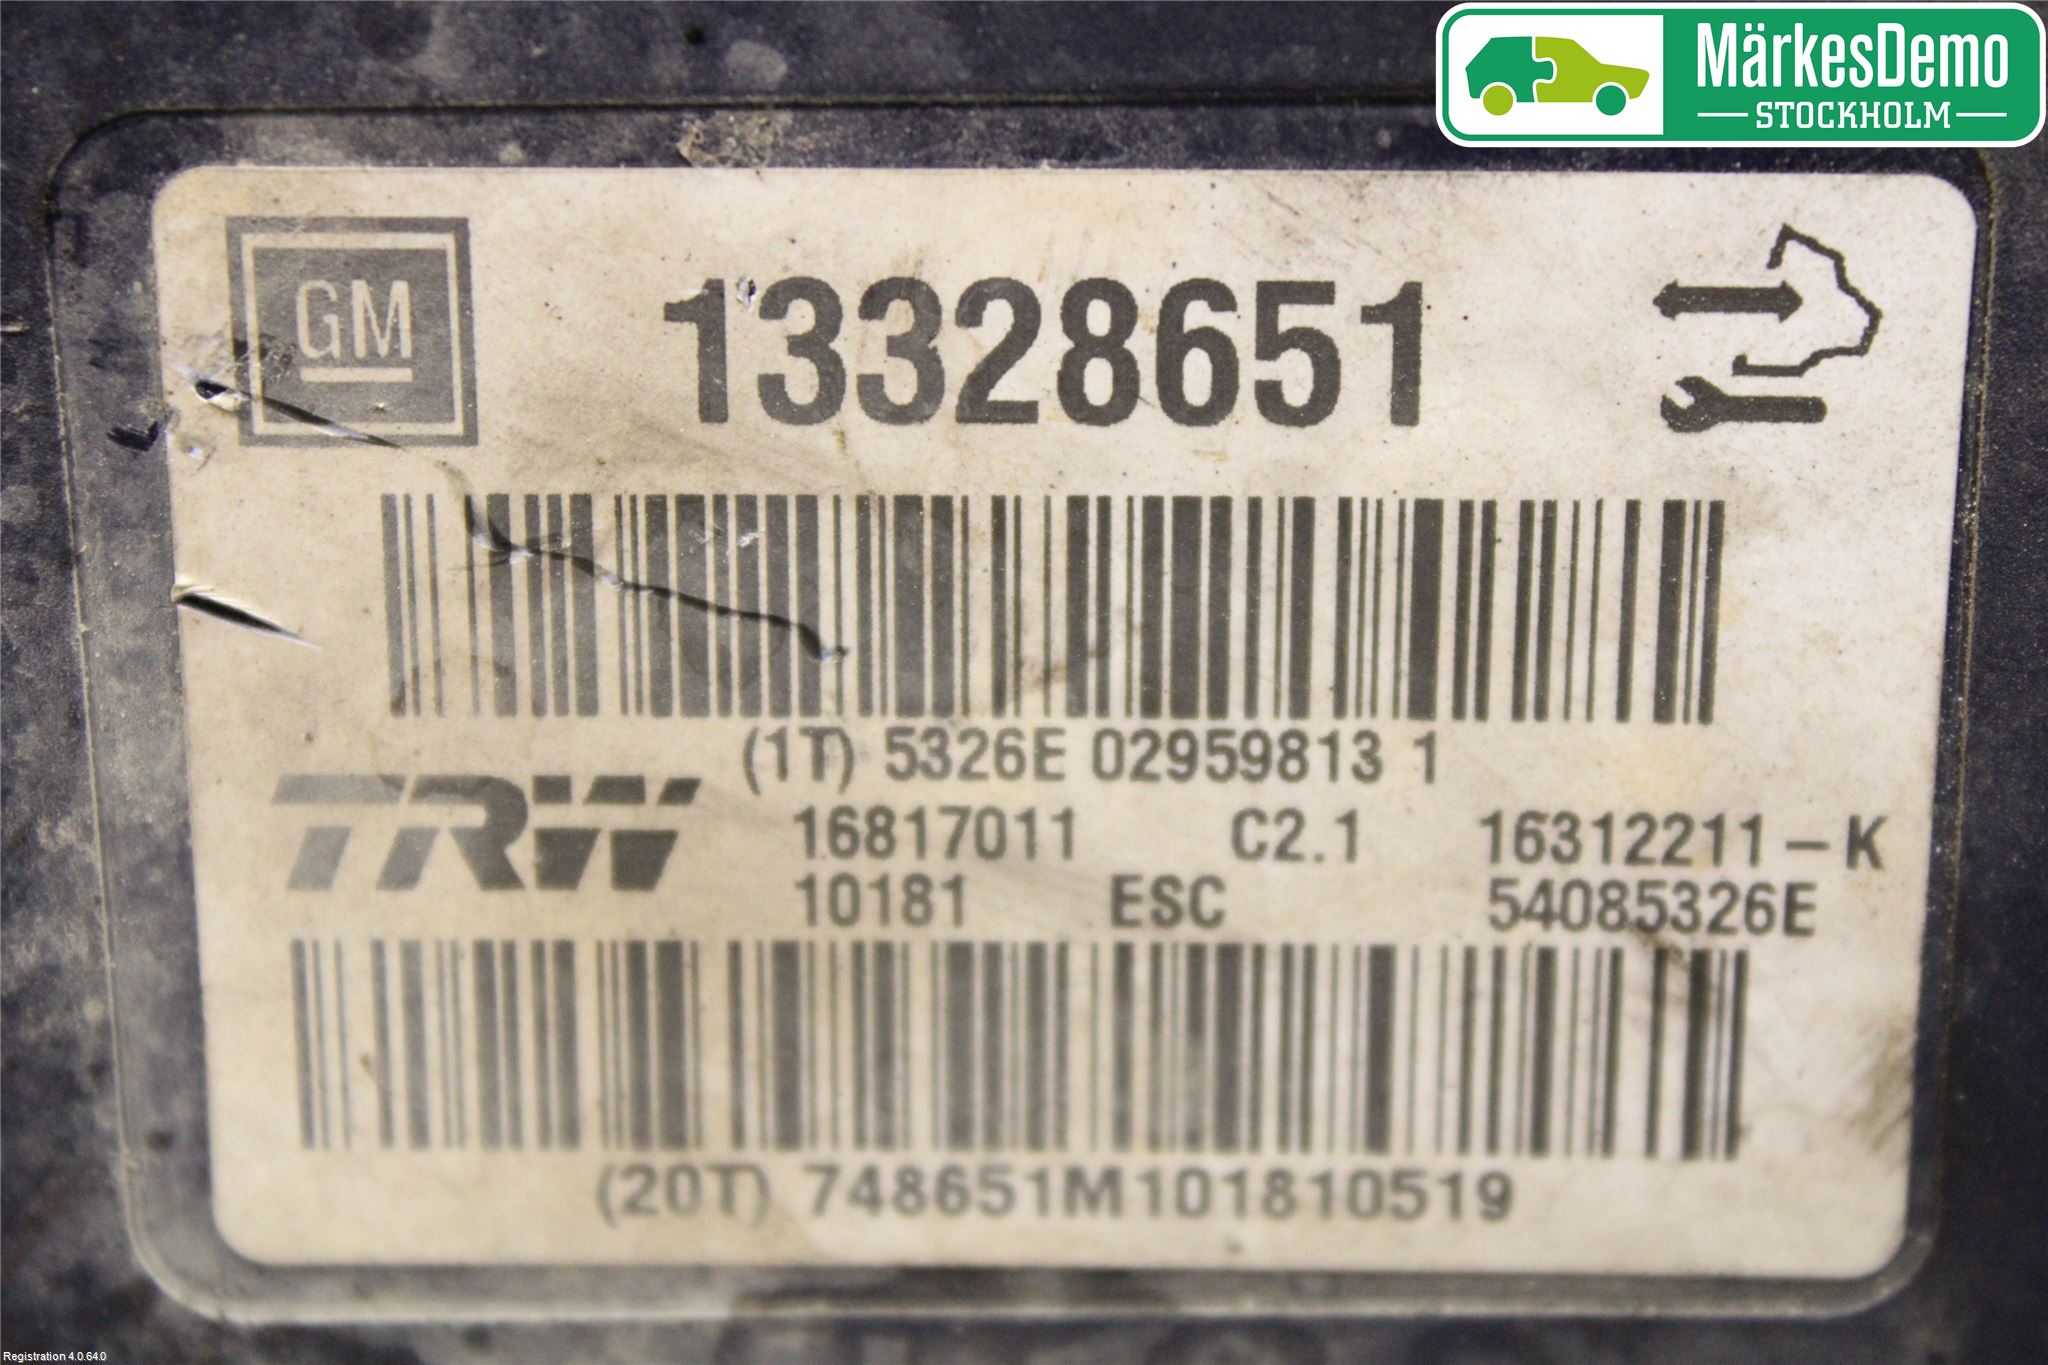 MärkesDemo
STOCKHOLM
GM
13328651
(1T) 5326E 02959813 1
TRW
16817011 C2.1 16312211-K
10181 ESC 54085326E
(20T) 748651M101810519
Registration 4.0.64.0